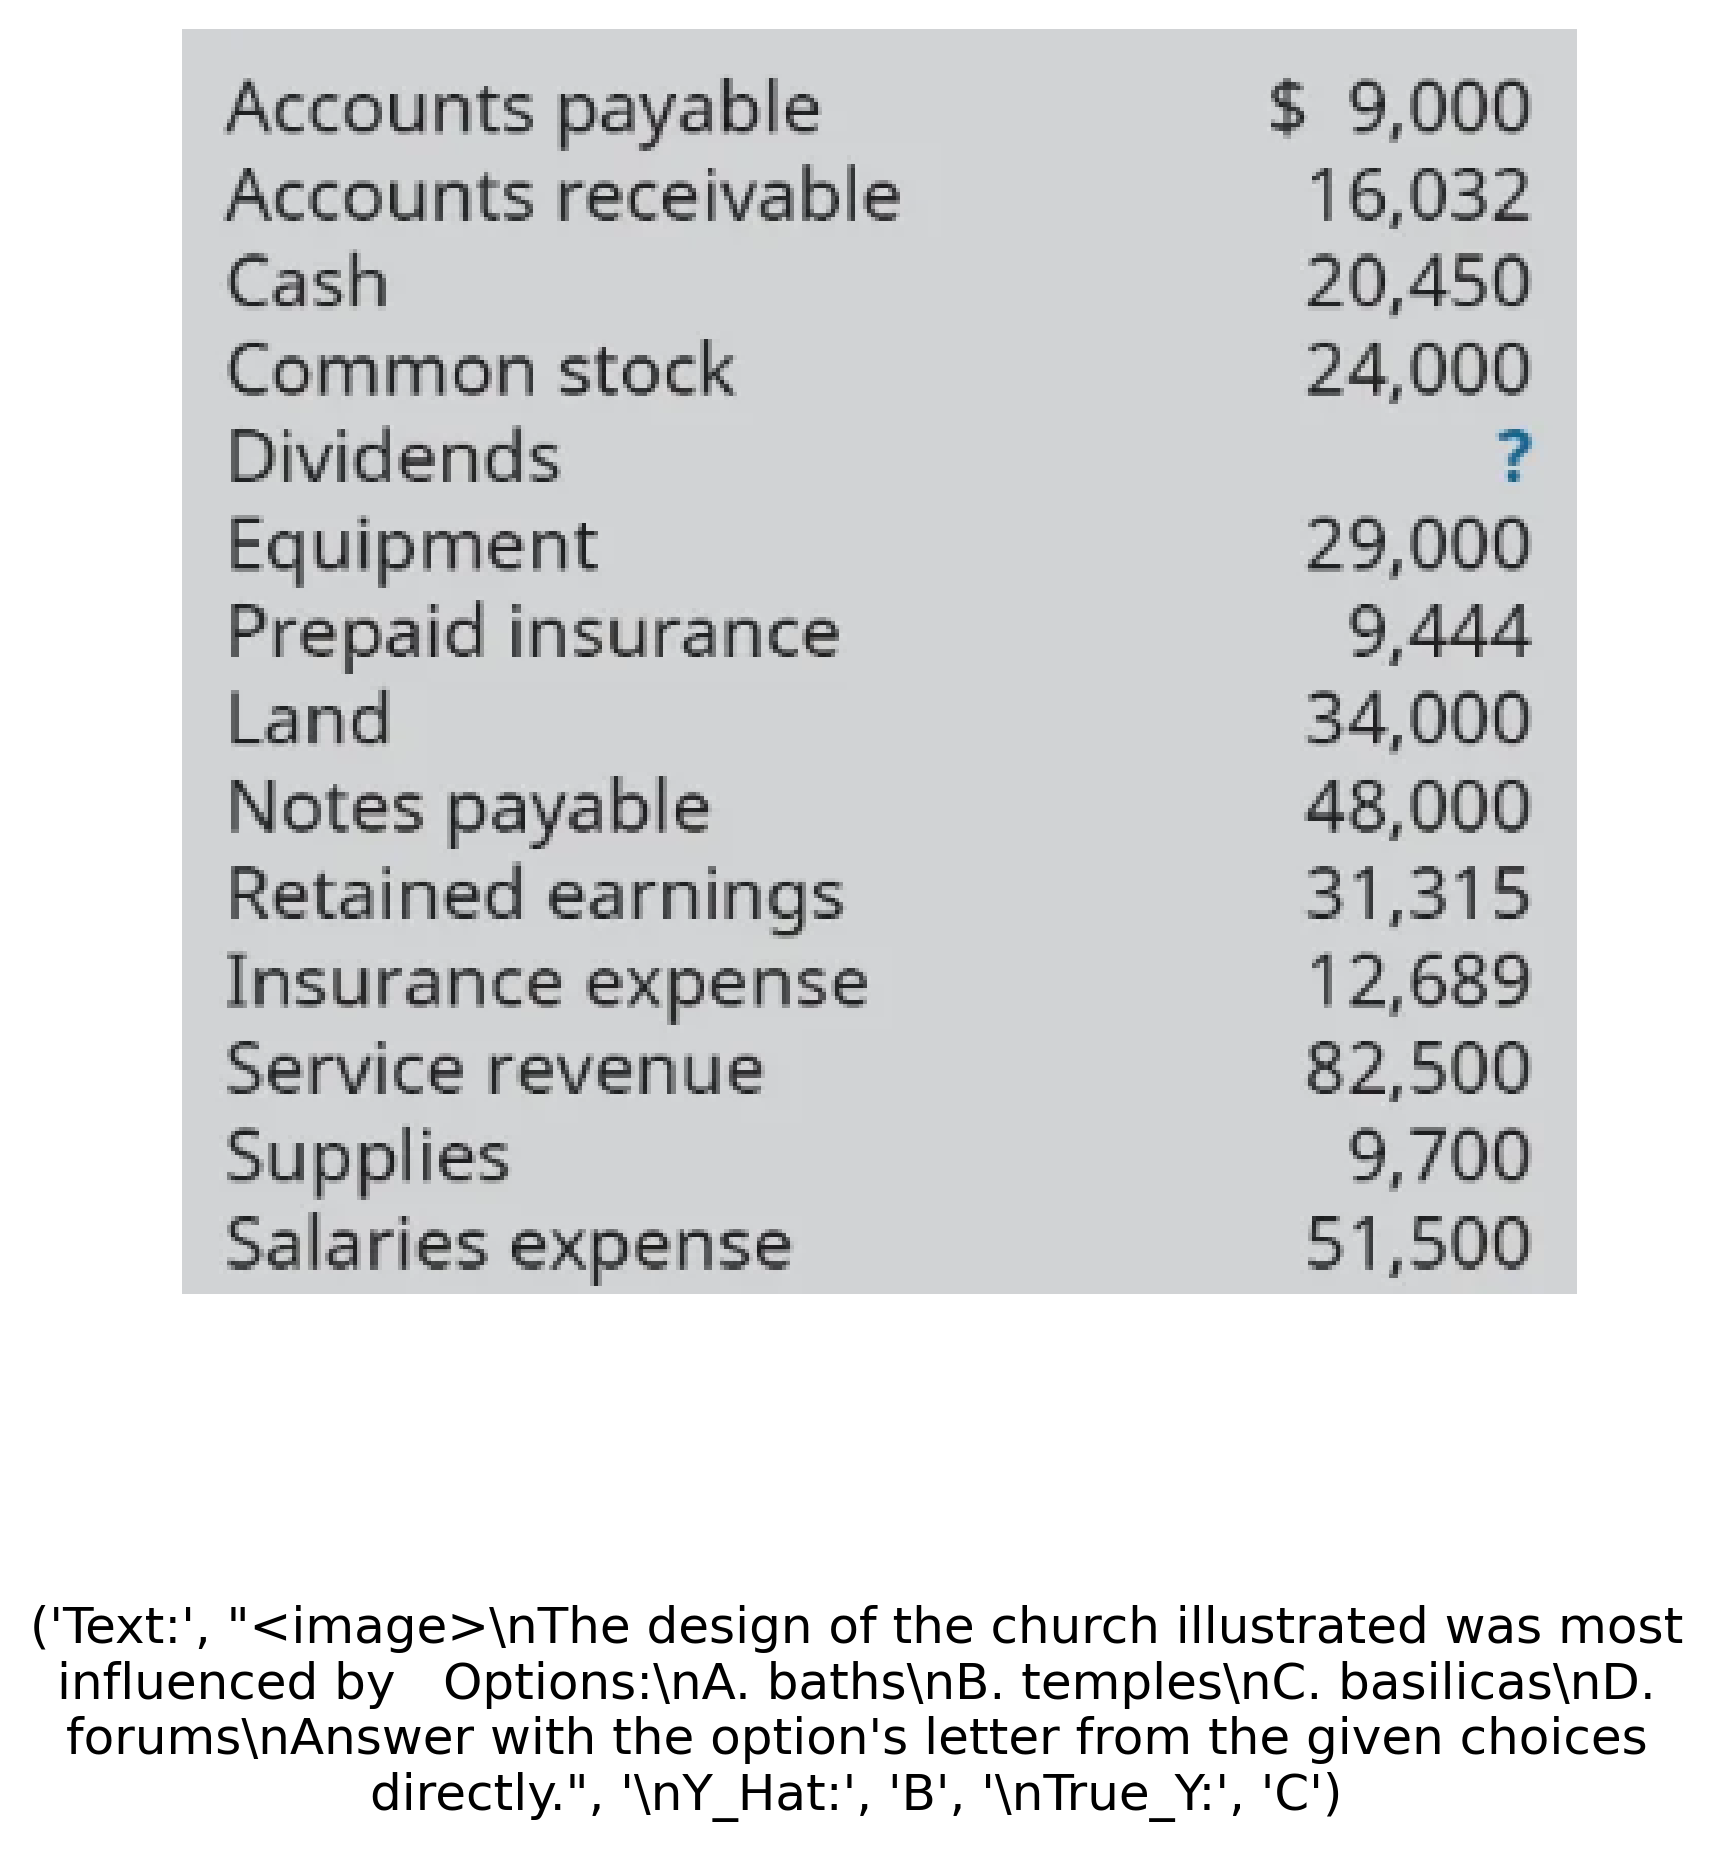 Accounts payable $ 9,000
Accounts receivable 16,032
Cash 20,450
Common stock 24,000
Dividends ?
Equipment 29,000
Prepaid insurance 9,444
Land 34,000
Notes payable 48,000
Retained earnings 31,315
Insurance expense 12,689
Service revenue 82,500
Supplies 9,700
Salaries expense 51,500
('Text:', "<image>\nThe design of the church illustrated was most
influenced by   Options:\nA. baths\nB. temples\nC. basilicas\nD.
forums\nAnswer with the option's letter from the given choices
directly.", '\nY_Hat:', 'B', '\nTrue_Y:', 'C')